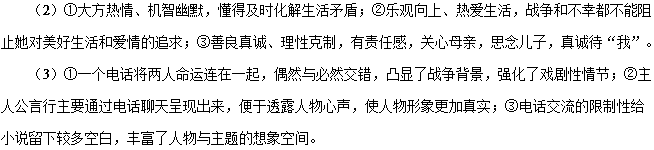 （2）①大方热情、机智幽默，懂得及时化解生活矛盾；②乐观向上、热爱生活，战争和不幸都不能阻
止她对美好生活和爱情的追求；③善良真诚、理性克制，有责任感，关心母亲，思念儿子，真诚待“我”。
（3）①一个电话将两人命运连在一起，偶然与必然交错，凸显了战争背景，强化了戏剧性情节；②主
人公言行主要通过电话聊天呈现出来，便于透露人物心声，使人物形象更加真实；③电话交流的限制性给
小说留下较多空白，丰富了人物与主题的想象空间。